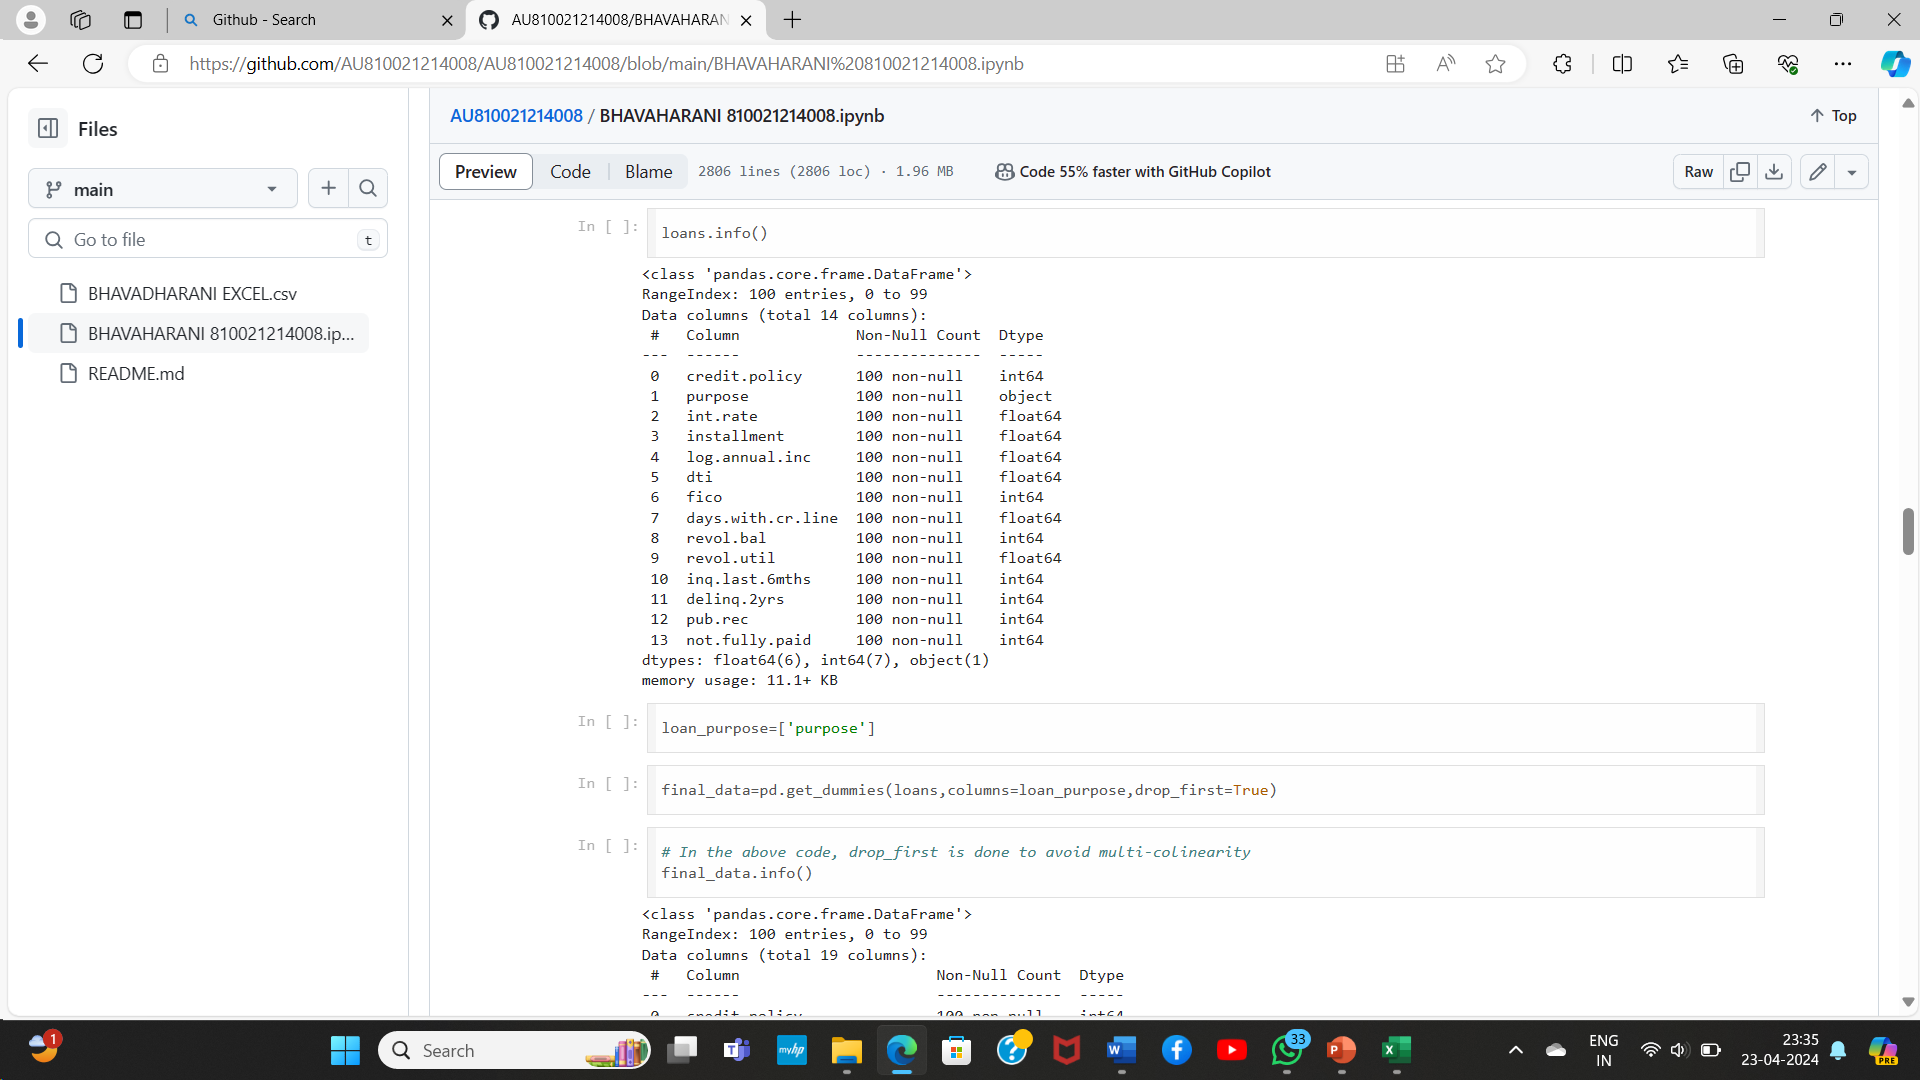 Github - Search
AU810021214008/BHAVAHARAN
https://github.com/AU810021214008/AU810021214008/blob/main/BHAVAHARANI%20810021214008.ipynb
Files
main
Go to file
t
BHAVADHARANI EXCEL.csv
BHAVAHARANI 810021214008.ip...
README.md
AU810021214008 / BHAVAHARANI 810021214008.ipynb
Top
Preview Code Blame 2806 lines (2806 loc) · 1.96 MB Code 55% faster with GitHub Copilot Raw
In [ ]: loans.info()
<class 'pandas.core.frame.DataFrame'>
RangeIndex: 100 entries, 0 to 99
Data columns (total 14 columns):
# Column Non-Null Count Dtype
--- ------ -------------- -----
0 credit.policy 100 non-null int64
1 purpose 100 non-null object
2 int.rate 100 non-null float64
3 installment 100 non-null float64
4 log.annual.inc 100 non-null float64
5 dti 100 non-null float64
6 fico 100 non-null int64
7 days.with.cr.line 100 non-null float64
8 revol.bal 100 non-null int64
9 revol.util 100 non-null float64
10 inq.last.6mths 100 non-null int64
11 delinq.2yrs 100 non-null int64
12 pub.rec 100 non-null int64
13 not.fully.paid 100 non-null int64
dtypes: float64(6), int64(7), object(1)
memory usage: 11.1+ KB
In [ ]: loan_purpose=['purpose']
In [ ]: final_data=pd.get_dummies(loans,columns=loan_purpose,drop_first=True)
In [ ]: # In the above code, drop_first is done to avoid multi-colinearity
final_data.info()
<class 'pandas.core.frame.DataFrame'>
RangeIndex: 100 entries, 0 to 99
Data columns (total 19 columns):
# Column Non-Null Count Dtype
--- ------ -------------- -----
0 credit.policy 100 non-null int64
1
Search
myhp
33
ENG
IN
23:35
23-04-2024
PRE